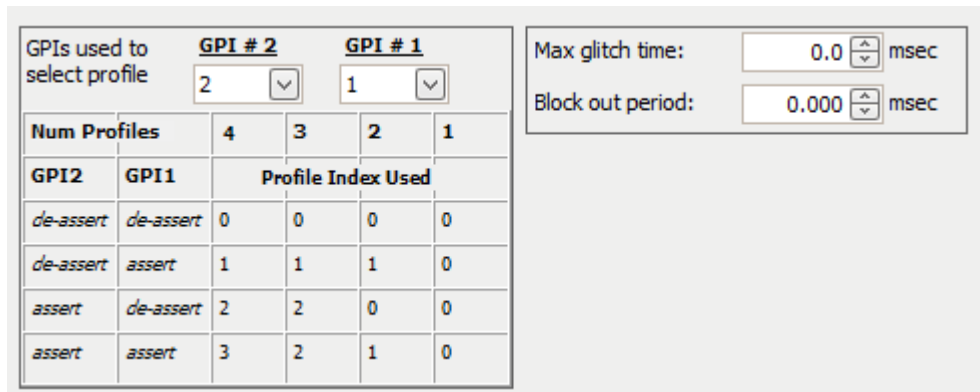 GPIs used to select profile
GPI # 2 GPI # 1
2 1
Num Profiles 4 3 2 1
GPI2 GPI1 Profile Index Used
de-assert de-assert 0 0 0 0
de-assert assert 1 1 1 0
assert de-assert 2 2 0 0
assert assert 3 2 1 0
Max glitch time: 0.0 msec
Block out period: 0.000 msec